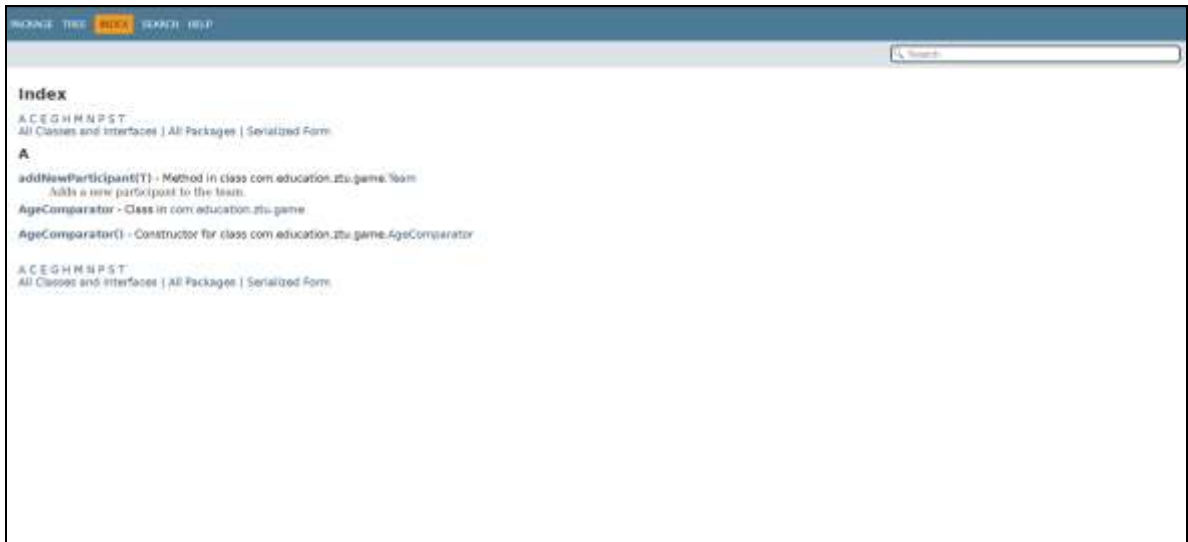 PACKAGE TREE INDEX SEARCH HELP
Search
Index
A C E G H M N P S T
All Classes and Interfaces | All Packages | Serialized Form
A
addNewParticipant(T) - Method in class com.education.ztu.game.Team
Adds a new participant to the team.
AgeComparator - Class in com.education.ztu.game
AgeComparator() - Constructor for class com.education.ztu.game.AgeComparator
A C E G H M N P S T
All Classes and Interfaces | All Packages | Serialized Form